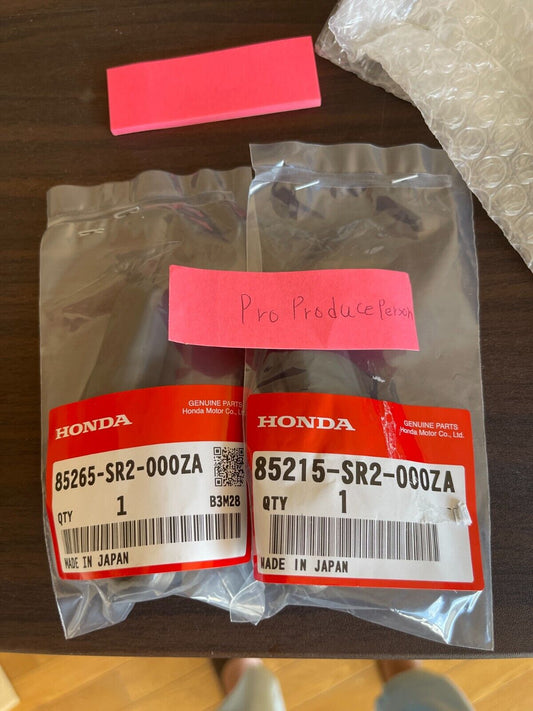 Pro Produce Person
GENUINE PARTS
HONDA
Honda Motor Co., Ltd.
85265-SR2-000ZA
QTY 1
B3M28
MADE IN JAPAN
GENUINE PARTS
HONDA
Honda Motor Co., Ltd.
85215-SR2-000ZA
QTY 1
MADE IN JAPAN